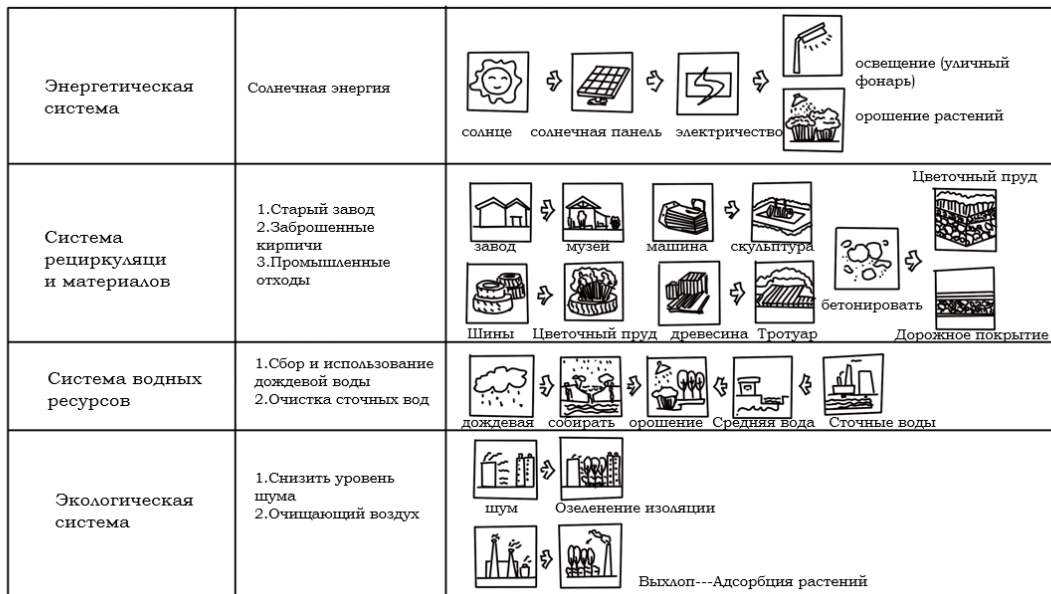 Энергетическая
система
Солнечная энергия
солнце
солнечная панель
электричество
освещение (уличный
фонарь)
орошение растений
Система
рециркуляци
и материалов
1.Старый завод
2.Заброшенные
кирпичи
3.Промышленные
отходы
завод
музей
машина
скульптура
Цветочный пруд
Шины
Цветочный пруд
древесина
Тротуар
бетонировать
Дорожное покрытие
Система водных
ресурсов
1.Сбор и использование
дождевой воды
2.Очистка сточных вод
дождевая
собирать
орошение
Средняя вода
Сточные воды
Экологическая
система
1.Снизить уровень
шума
2.Очищающий воздух
шум
Озеленение изоляции
Выхлоп---Адсорбция растений